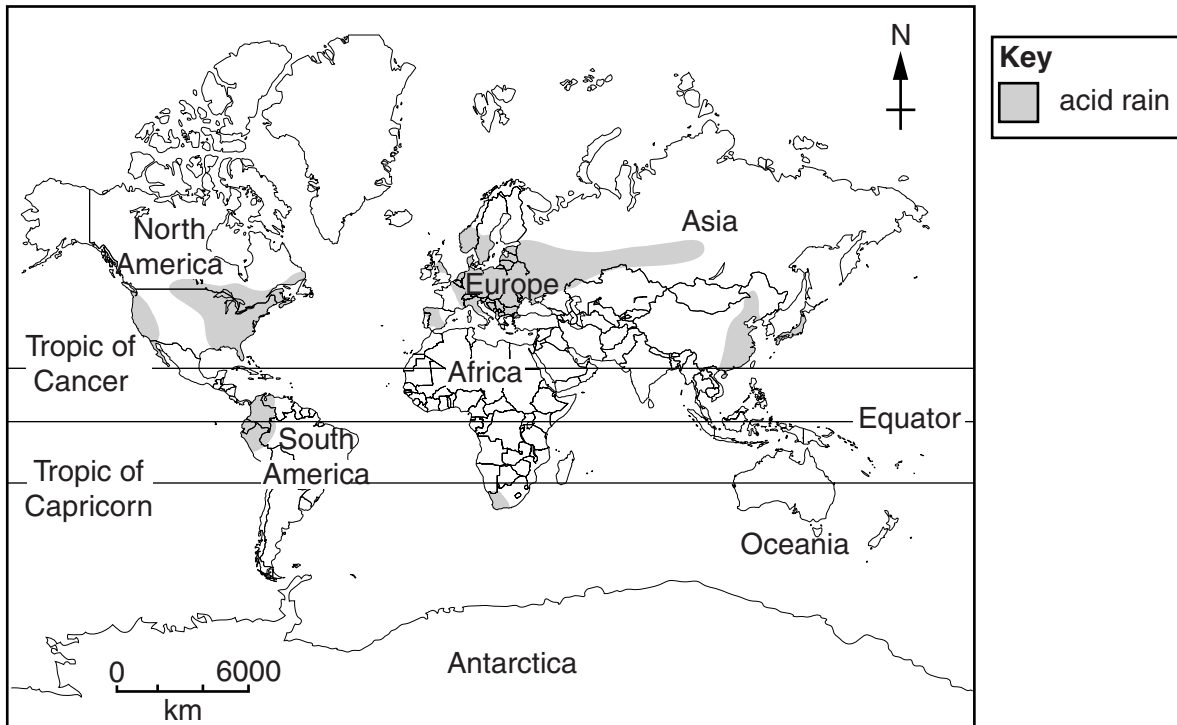 N
Key
acid rain
North
America
Asia
Europe
Tropic of
Cancer
Africa
Equator
South
America
Tropic of
Capricorn
Oceania
Antarctica
0 6000
km